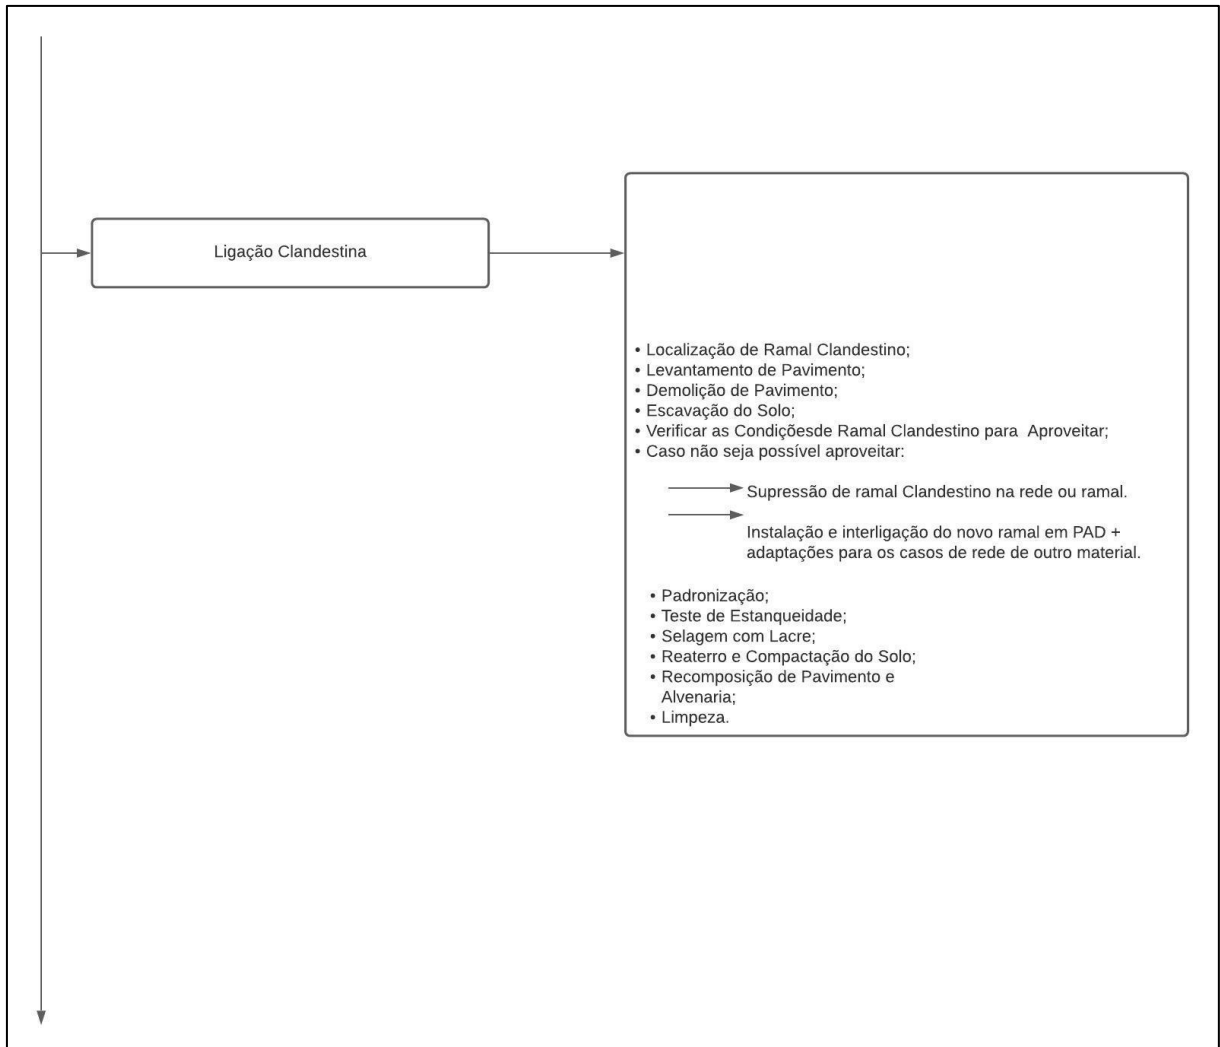 Ligação Clandestina
• Localização de Ramal Clandestino;
• Levantamento de Pavimento;
• Demolição de Pavimento;
• Escavação do Solo;
• Verificar as Condiçõesde Ramal Clandestino para  Aproveitar;
• Caso não seja possível aproveitar:
Supressão de ramal Clandestino na rede ou ramal.
Instalação e interligação do novo ramal em PAD +
adaptações para os casos de rede de outro material.
• Padronização;
• Teste de Estanqueidade;
• Selagem com Lacre;
• Reaterro e Compactação do Solo;
• Recomposição de Pavimento e
Alvenaria;
• Limpeza.